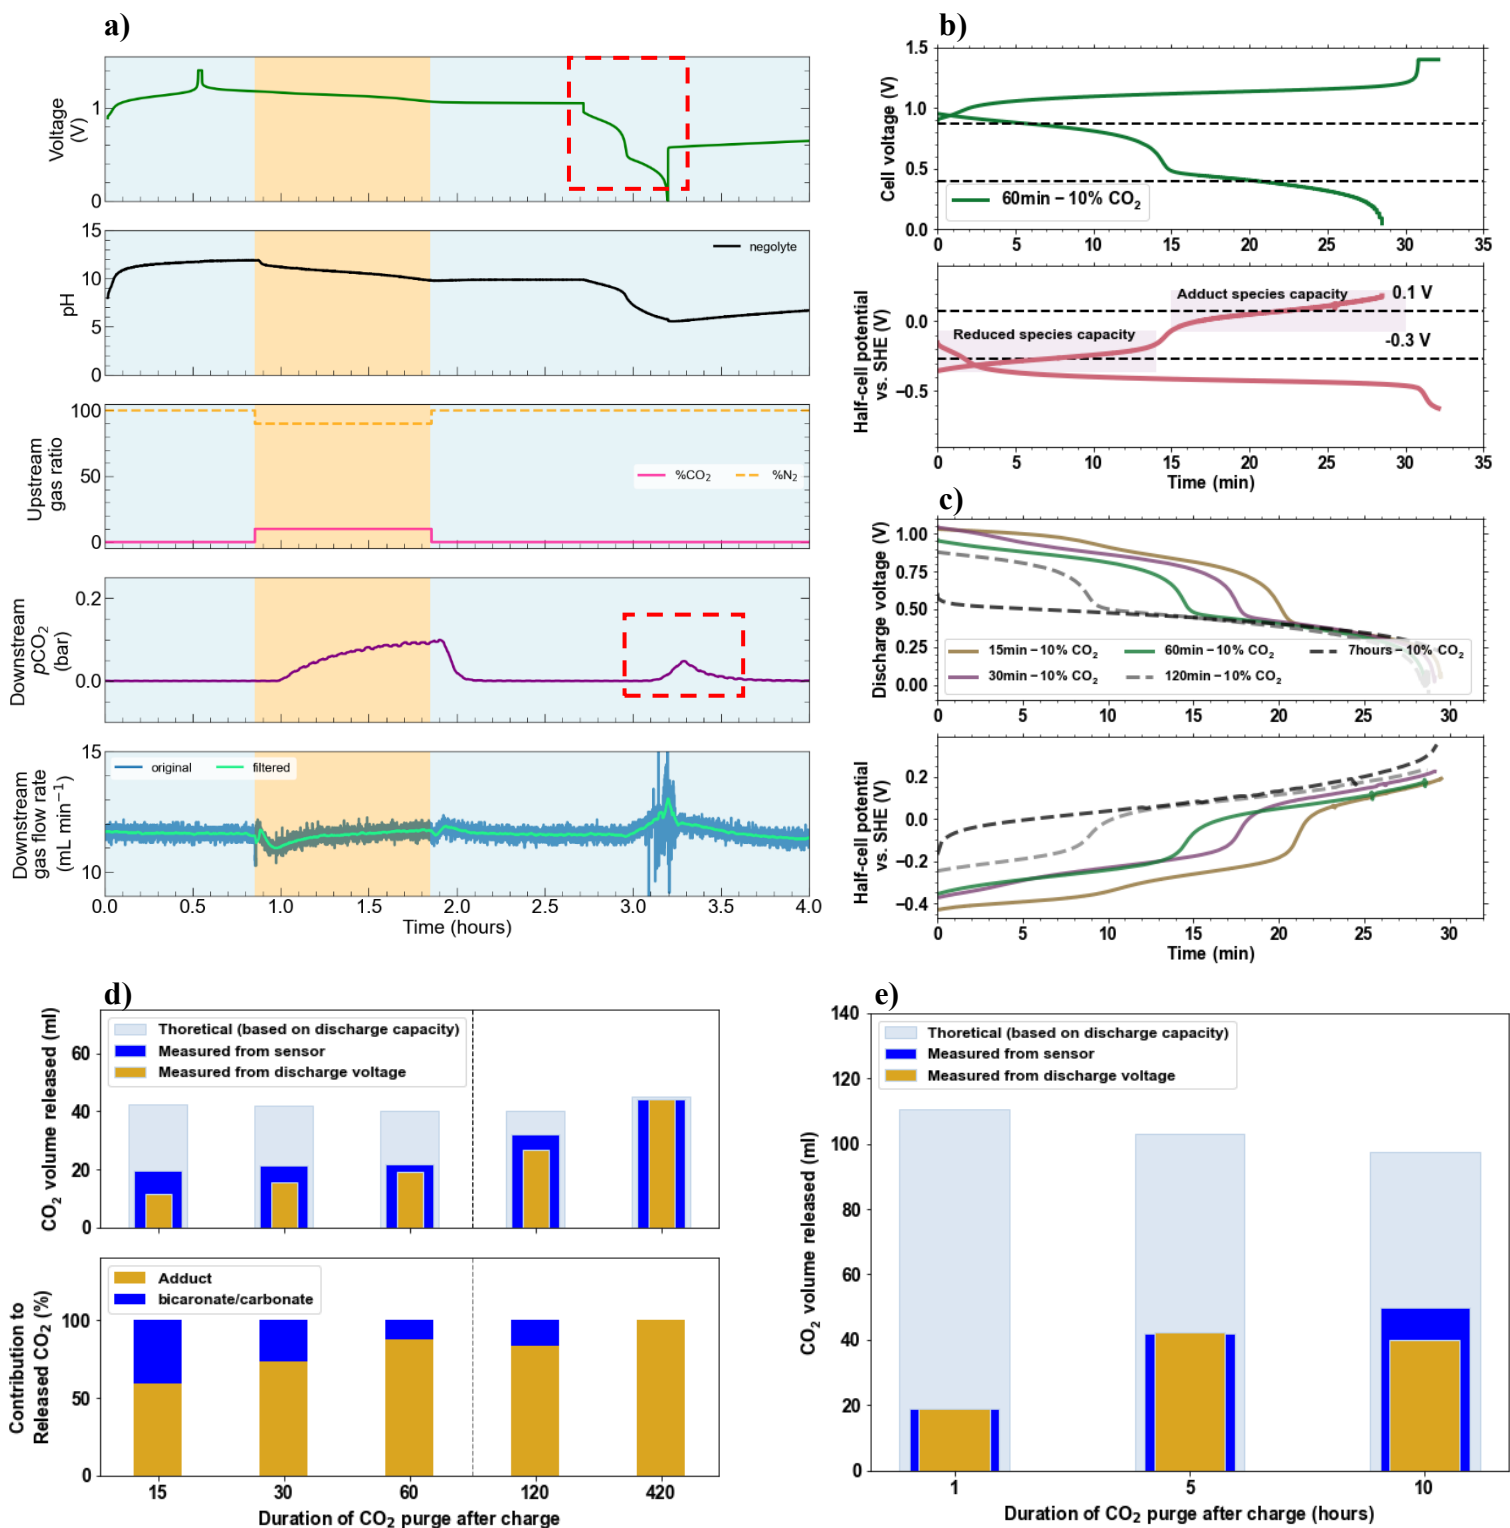 a)
Voltage
(V)
1
0
15
10
5
0
pH
negolyte
100
50
0
Upstream
gas ratio
%CO₂
%N₂
0.2
0.0
Downstream
pCO₂
(bar)
15
10
Downstream
gas flow rate
(mL min⁻¹)
original
filtered
0.0 0.5 1.0 1.5 2.0 2.5 3.0 3.5 4.0
Time (hours)
b)
1.5
1.0
0.5
0.0
Cell voltage (V)
60min – 10% CO₂
0 5 10 15 20 25 30 35
0.0
−0.5
Half-cell potential
vs. SHE (V)
Adduct species capacity
0.1 V
Reduced species capacity
-0.3 V
0 5 10 15 20 25 30 35
Time (min)
c)
1.00
0.75
0.50
0.25
0.00
Discharge voltage (V)
15min – 10% CO₂
60min – 10% CO₂
7hours – 10% CO₂
30min – 10% CO₂
120min – 10% CO₂
0 5 10 15 20 25 30
0.2
0.0
−0.2
−0.4
Half-cell potential
vs. SHE (V)
0 5 10 15 20 25 30
Time (min)
d)
60
40
20
0
CO₂ volume released (ml)
Thoretical (based on discharge capacity)
Measured from sensor
Measured from discharge voltage
100
50
0
Contribution to
Released CO₂ (%)
Adduct
bicaronate/carbonate
15 30 60 120 420
Duration of CO₂ purge after charge
e)
140
120
100
80
60
40
20
0
CO₂ volume released (ml)
Thoretical (based on discharge capacity)
Measured from sensor
Measured from discharge voltage
1 5 10
Duration of CO₂ purge after charge (hours)